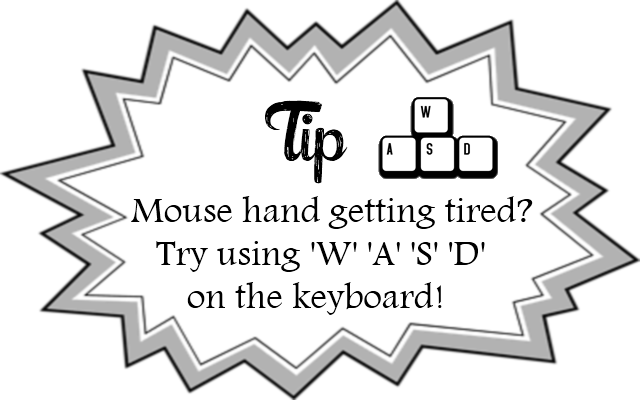 Tip
W
A S D
Mouse hand getting tired?
Try using 'W' 'A' 'S' 'D'
on the keyboard!